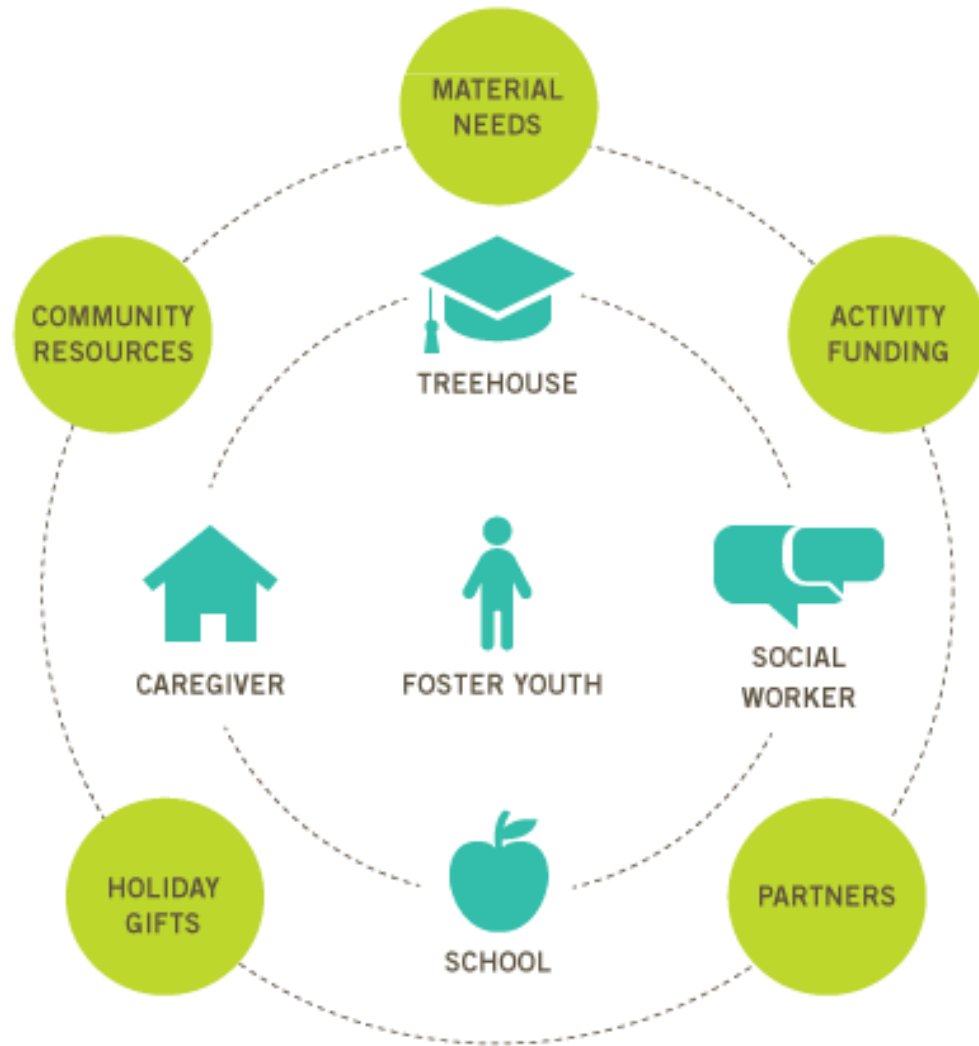 MATERIAL
NEEDS
COMMUNITY
RESOURCES
ACTIVITY
FUNDING
TREEHOUSE
CAREGIVER
FOSTER YOUTH
SOCIAL
WORKER
HOLIDAY
GIFTS
PARTNERS
SCHOOL